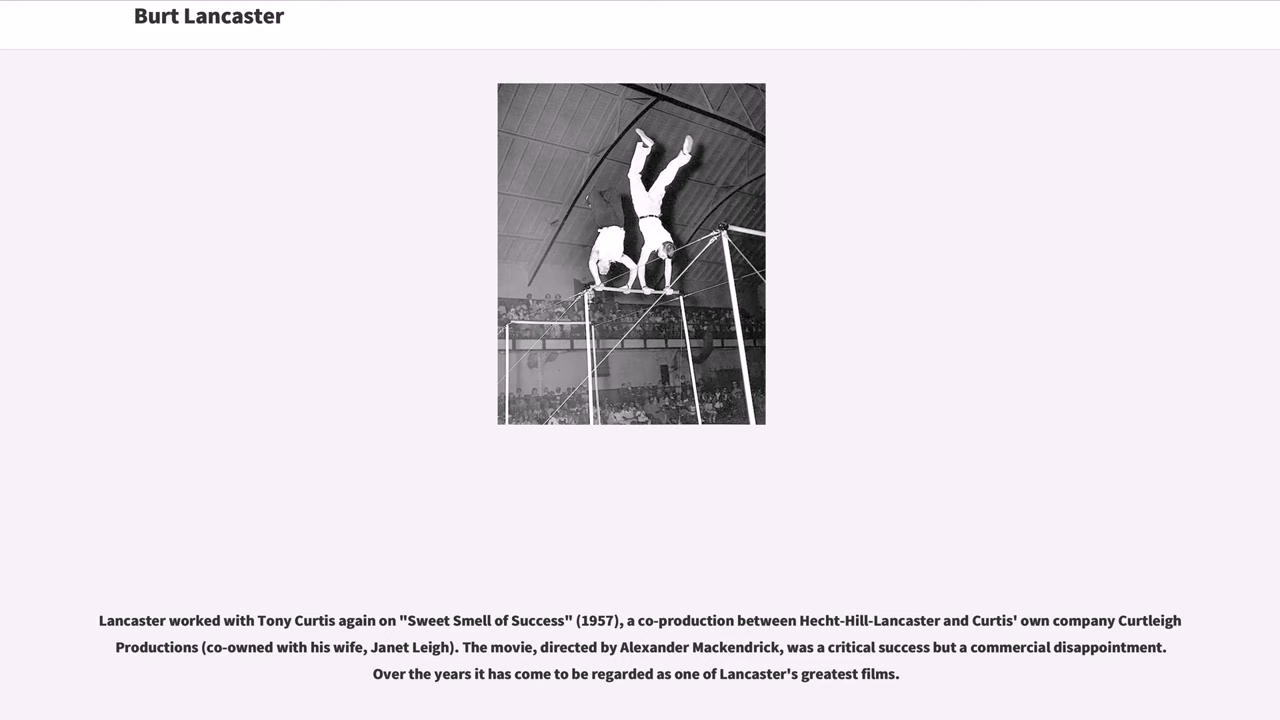 Burt Lancaster
Lancaster worked with Tony Curtis again on "Sweet Smell of Success" (1957), a co-production between Hecht-Hill-Lancaster and Curtis' own company Curtleigh
Productions (co-owned with his wife, Janet Leigh). The movie, directed by Alexander Mackendrick, was a critical success but a commercial disappointment.
Over the years it has come to be regarded as one of Lancaster's greatest films.